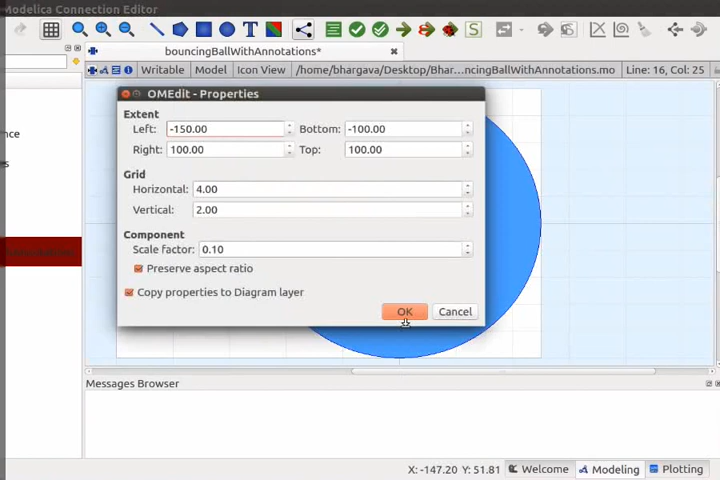 Modelica Connection Editor
bouncingBallWithAnnotations*
Writable Model Icon View /home/bhargava/Desktop/Bhar...ncingBallWithAnnotations.mo Line: 16, Col: 25
OMEdit - Properties
Extent
Left: -150.00 Bottom: -100.00
Right: 100.00 Top: 100.00
Grid
Horizontal: 4.00
Vertical: 2.00
Component
Scale factor: 0.10
Preserve aspect ratio
Copy properties to Diagram layer
OK Cancel
Messages Browser
X: -147.20 Y: 51.81 Welcome Modeling Plotting